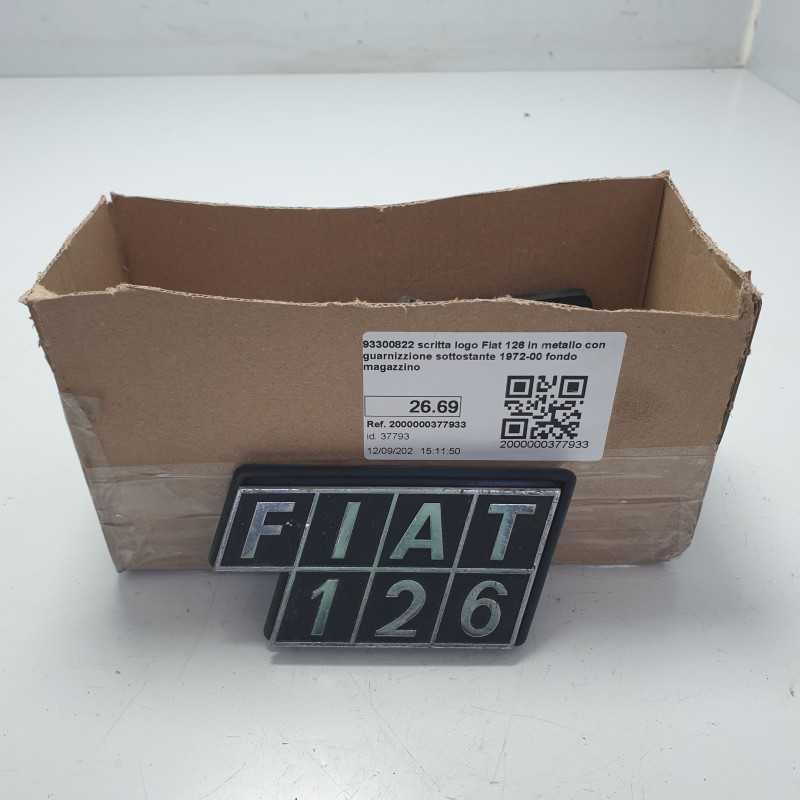 93300822 scritta logo Fiat 126 in metallo con
guarnizzione sottostante 1972-00 fondo
magazzino
26.69
Ref. 2000000377933
id. 37793
12/09/202 15:11:50
2000000377933
FIAT
126